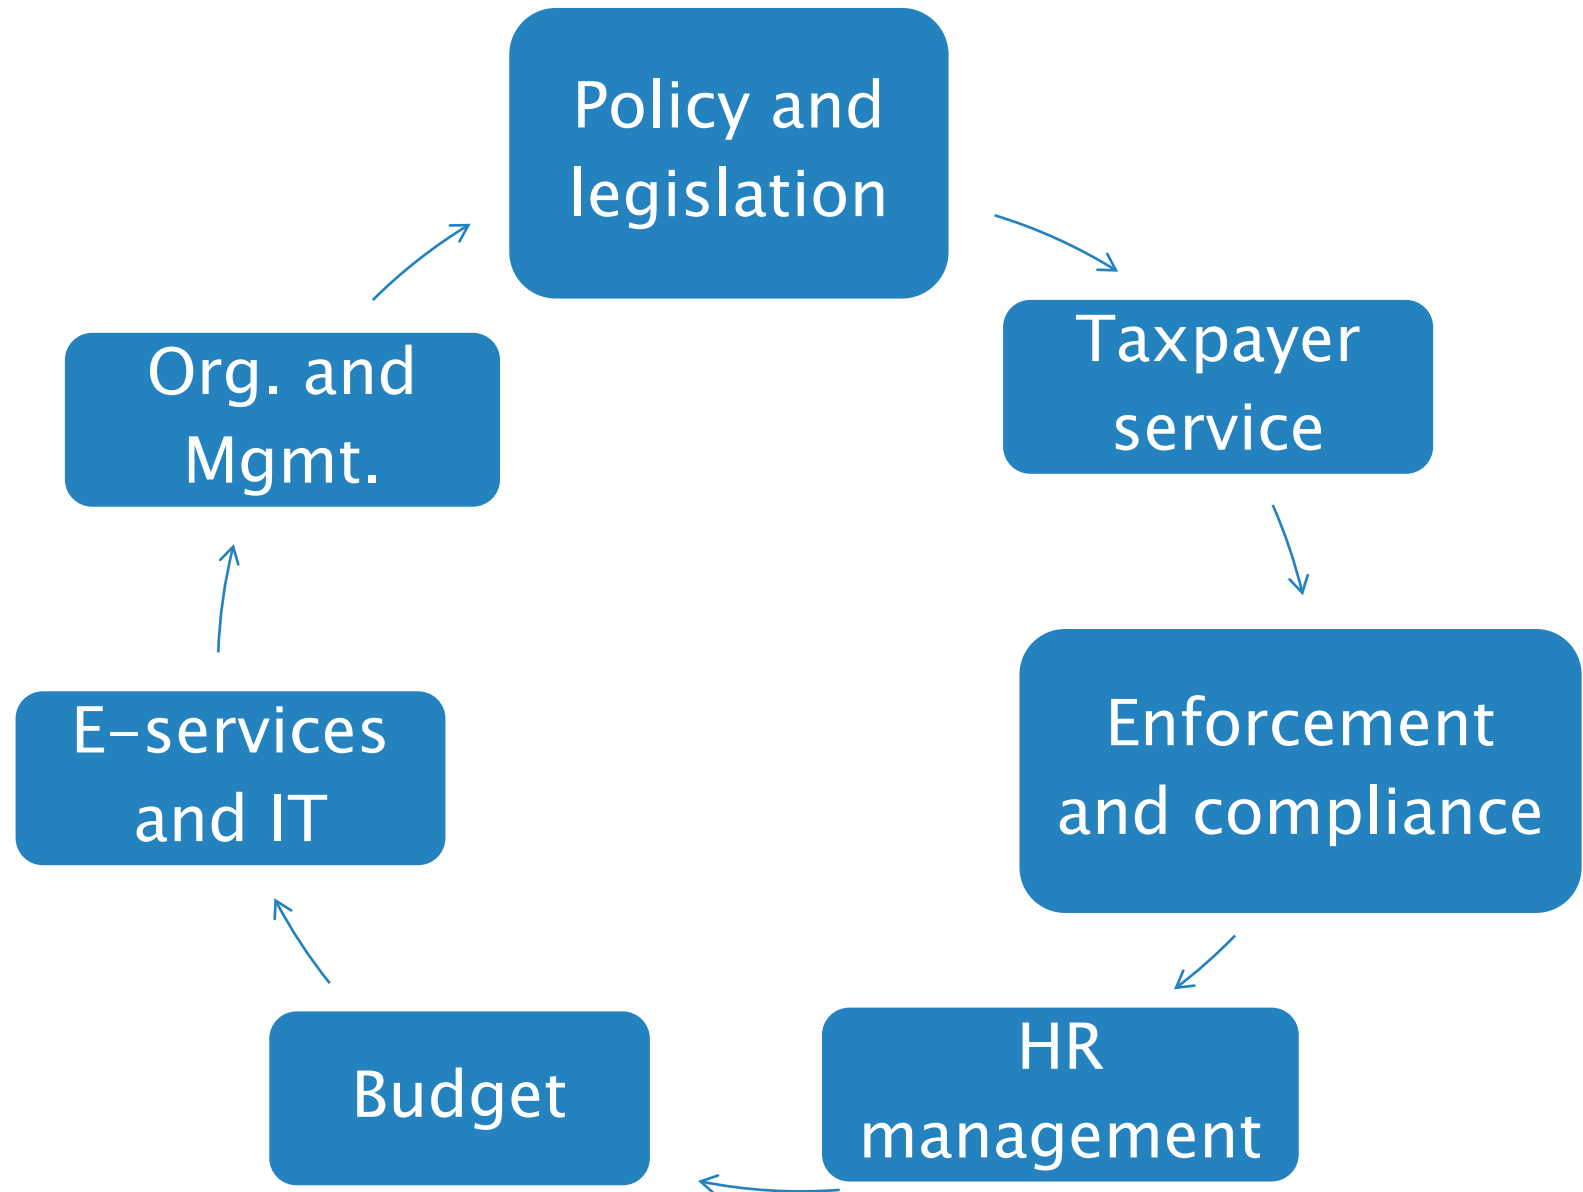 Policy and
legislation
Taxpayer
service
Enforcement
and compliance
HR
management
Budget
E-services
and IT
Org. and
Mgmt.